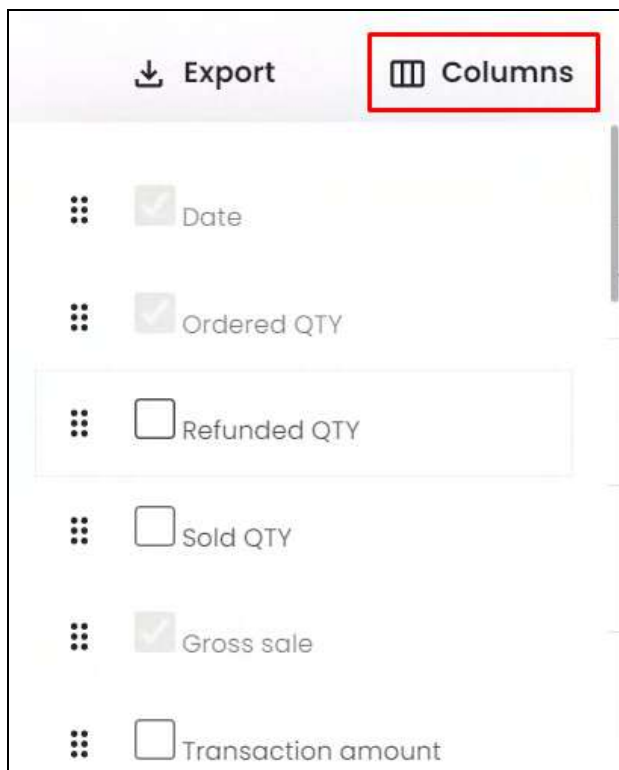 Export Columns
Date
Ordered QTY
Refunded QTY
Sold QTY
Gross sale
Transaction amount